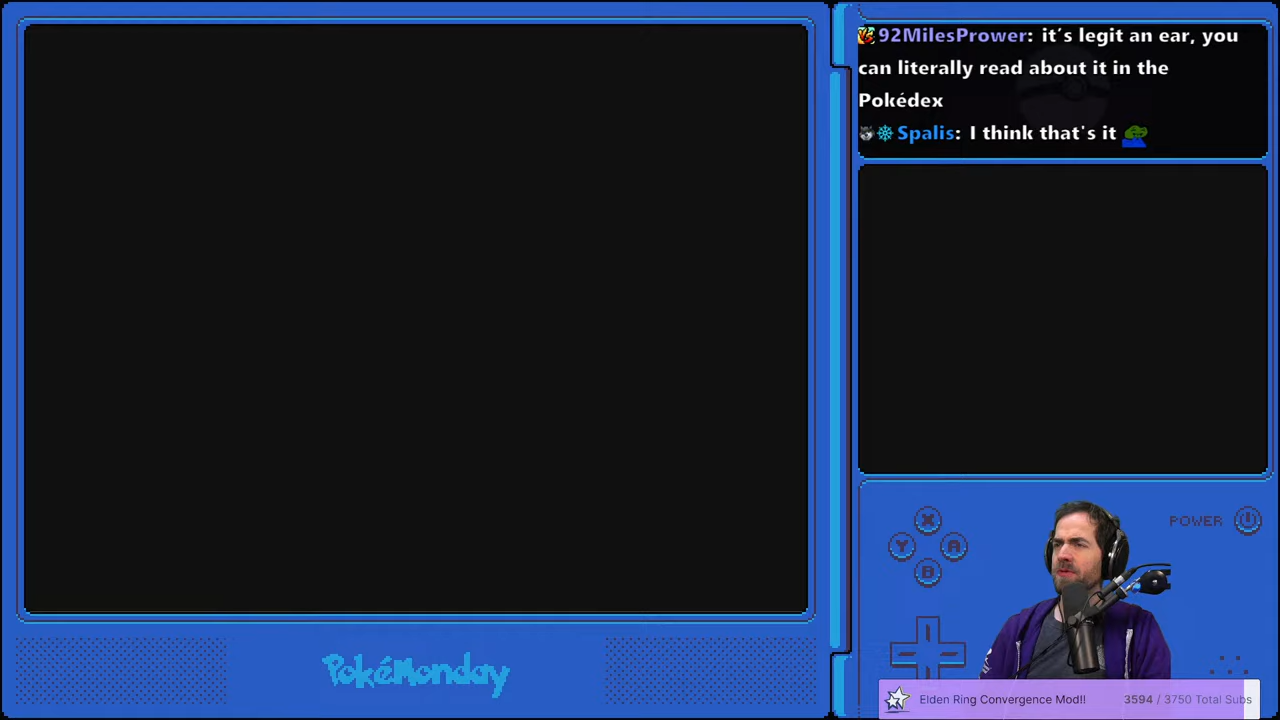 92MilesPrower: it's legit an ear, you
can literally read about it in the
Pokédex
Spalis: I think that's it
X
Y A
B
POWER
PokéMonday
Elden Ring Convergence Mod!! 3594 / 3750 Total Subs